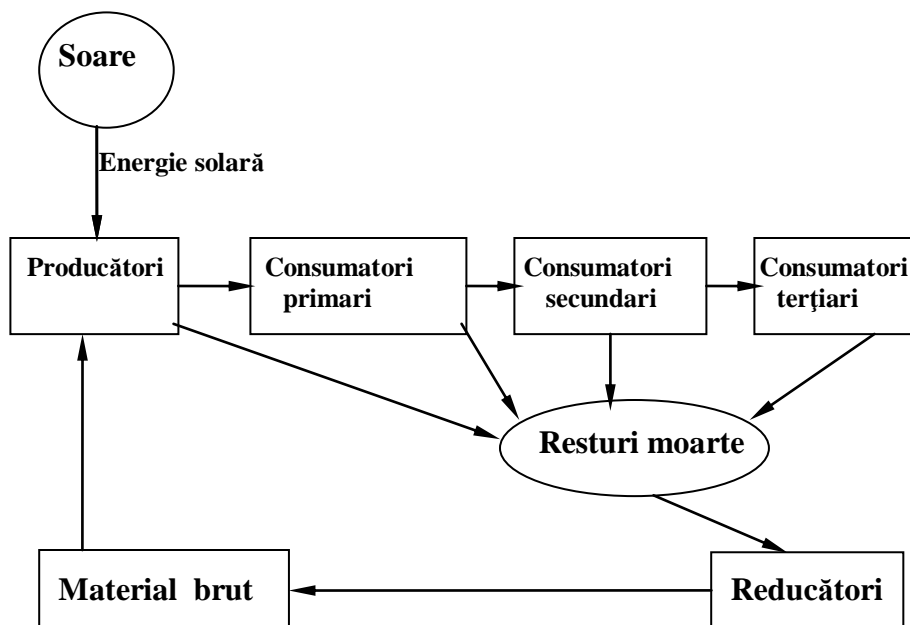 Soare
Energie solară
Producători
Consumatori
primari
Consumatori
secundari
Consumatori
terţiari
Resturi moarte
Material brut
Reducători